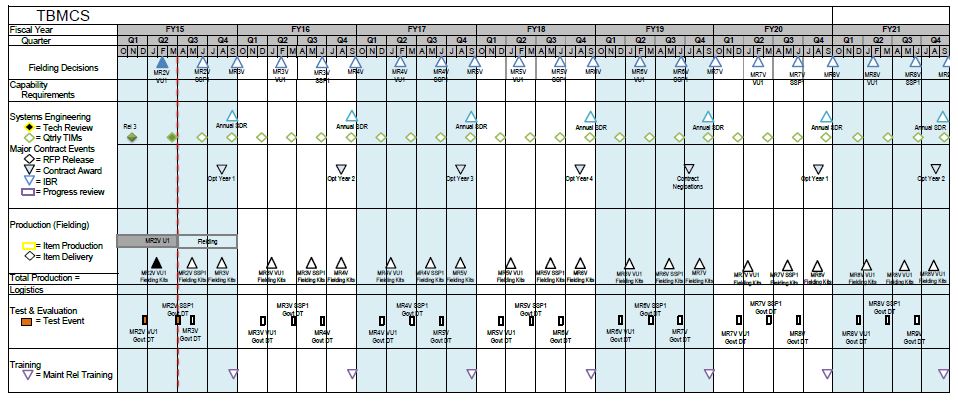 TBMCS
Fiscal Year FY15 FY16 FY17 FY18 FY19 FY20 FY21
Quarter Q1 Q2 Q3 Q4 Q1 Q2 Q3 Q4 Q1 Q2 Q3 Q4 Q1 Q2 Q3 Q4 Q1 Q2 Q3 Q4 Q1 Q2 Q3 Q4 Q1 Q2 Q3 Q4
O N D J F M A M J J A S O N D J F M A M J J A S O N D J F M A M J J A S O N D J F M A M J J A S O N D J F M A M J J A S O N D J F M A M J J A S O N D J F M A M J J A S
Fielding Decisions
MR2V VU1 MR2V SSP1 MR3V MR3V VU1 MR3V SSP1 MR4V MR4V VU1 MR4V SSP1 MR5V MR5V VU1 MR5V SSP1 MR6V MR6V VU1 MR6V SSP1 MR7V MR7V VU1 MR7V SSP1 MR8V MR8V VU1 MR8V SSP1
Capability
Requirements
Systems Engineering
= Tech Review
= Qtrly TIMs
Rel 3 Annual SDR Annual SDR Annual SDR Annual SDR Annual SDR Annual SDR Annual SDR
Major Contract Events
= RFP Release
= Contract Award
= IBR
= Progress review
Opt Year 1 Opt Year 2 Opt Year 3 Opt Year 4 Contract Negisations Opt Year 1 Opt Year 2
Production (Fielding)
MR2V U1 Fielding
= Item Production
= Item Delivery
MR2V VU1 MR2V SSP1 MR3V MR3V VU1 MR3V SSP1 MR4V MR4V VU1 MR4V SSP1 MR5V MR5V VU1 MR5V SSP1 MR6V MR6V VU1 MR6V SSP1 MR7V MR7V VU1 MR7V SSP1 MR8V MR8V VU1 MR8V SSP1
Total Production = Fielding Kits Fielding Kits Fielding Kits Fielding Kits Fielding Kits Fielding Kits Fielding Kits Fielding Kits Fielding Kits Fielding Kits Fielding Kits Fielding Kits Fielding Kits Fielding Kits Fielding Kits Fielding Kits Fielding Kits Fielding Kits Fielding Kits Fielding Kits Fielding Kits
Logistics
Test & Evaluation
= Test Event
MR2V SSP1 MR3V SSP1 MR4V SSP1 MR5V SSP1 MR6V SSP1 MR7V SSP1 MR8V SSP1
Govt DT Govt DT Govt DT Govt DT Govt DT Govt DT Govt DT
MR2V VU1 MR3V MR3V VU1 MR4V MR4V VU1 MR5V MR5V VU1 MR6V MR6V VU1 MR7V MR7V VU1 MR8V MR8V VU1 MR9V
Govt DT Govt DT Govt DT Govt DT Govt DT Govt DT Govt DT Govt DT Govt DT Govt DT Govt DT Govt DT Govt DT Govt DT
Training
= Maint Rel Training